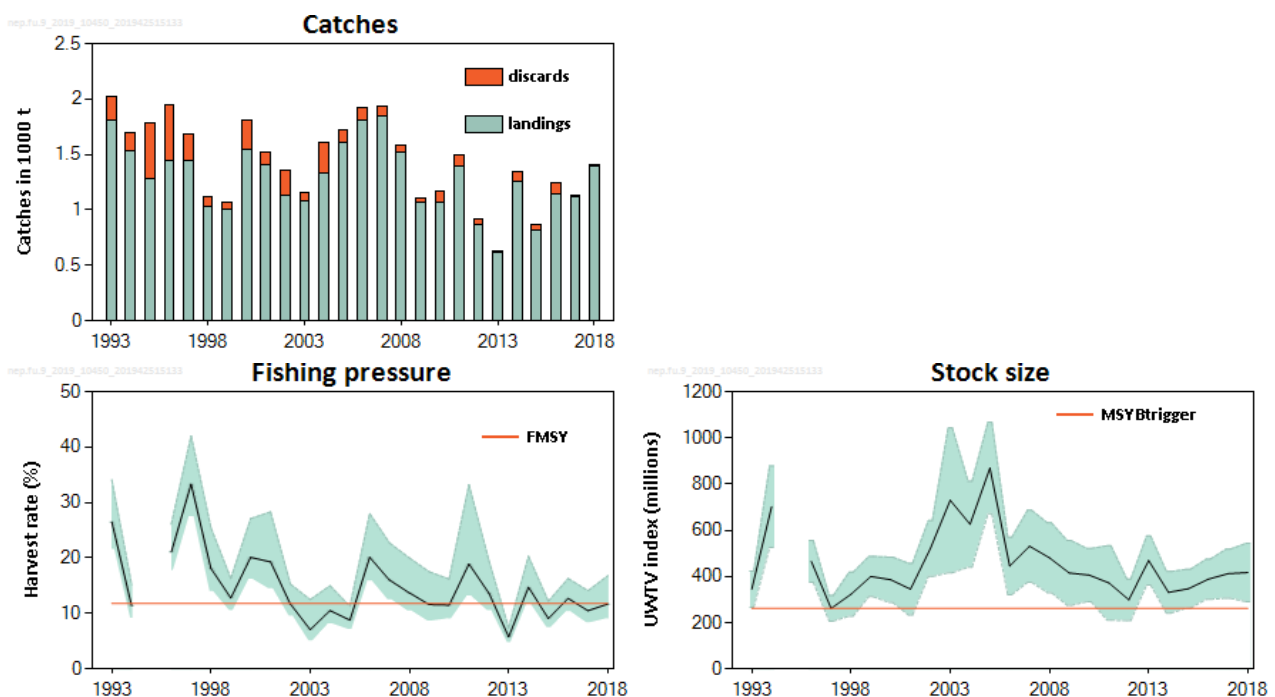 nep.fu.9_2019_10450_201942515133
Catches
2.5
2
1.5
1
0.5
0
Catches in 1000 t
discards
landings
1993 1998 2003 2008 2013 2018
nep.fu.9_2019_10450_201942515133
Fishing pressure
50
40
30
20
10
0
Harvest rate (%)
FMSY
1993 1998 2003 2008 2013 2018
nep.fu.9_2019_10450_201942515133
Stock size
1200
1000
800
600
400
200
0
UWTV index (millions)
MSYBtrigger
1993 1998 2003 2008 2013 2018